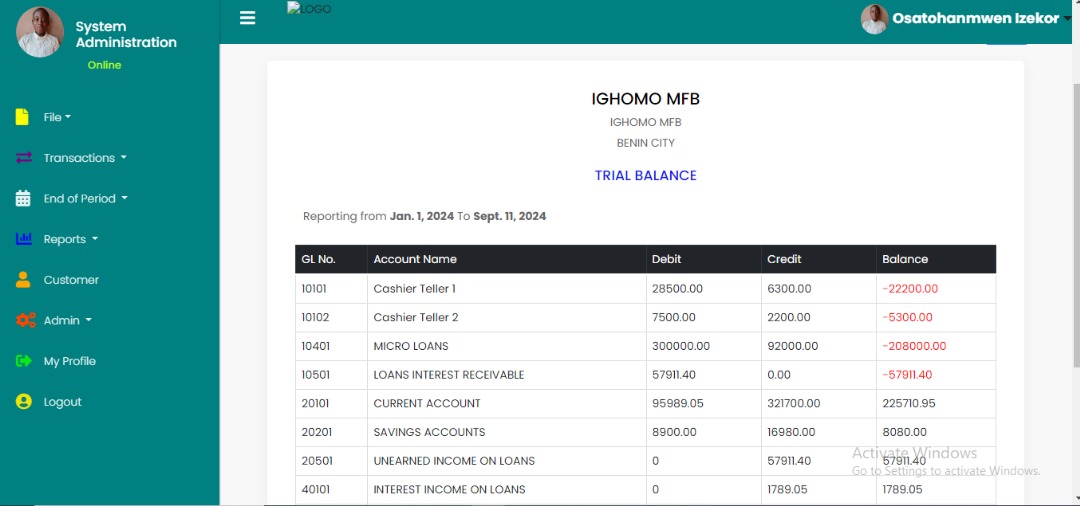 LOGO
Osatohanmwen Izekor
System
Administration
Online
File
Transactions
End of Period
Reports
Customer
Admin
My Profile
Logout
IGHOMO MFB
IGHOMO MFB
BENIN CITY
TRIAL BALANCE
Reporting from Jan. 1, 2024 To Sept. 11, 2024
GL No. Account Name Debit Credit Balance
10101 Cashier Teller 1 28500.00 6300.00 -22200.00
10102 Cashier Teller 2 7500.00 2200.00 -5300.00
10401 MICRO LOANS 300000.00 92000.00 -208000.00
10501 LOANS INTEREST RECEIVABLE 57911.40 0.00 -57911.40
20101 CURRENT ACCOUNT 95989.05 321700.00 225710.95
20201 SAVINGS ACCOUNTS 8900.00 16980.00 8080.00
20501 UNEARNED INCOME ON LOANS 0 57911.40 57911.40
40101 INTEREST INCOME ON LOANS 0 1789.05 1789.05
Activate Windows
Go to Settings to activate Windows.